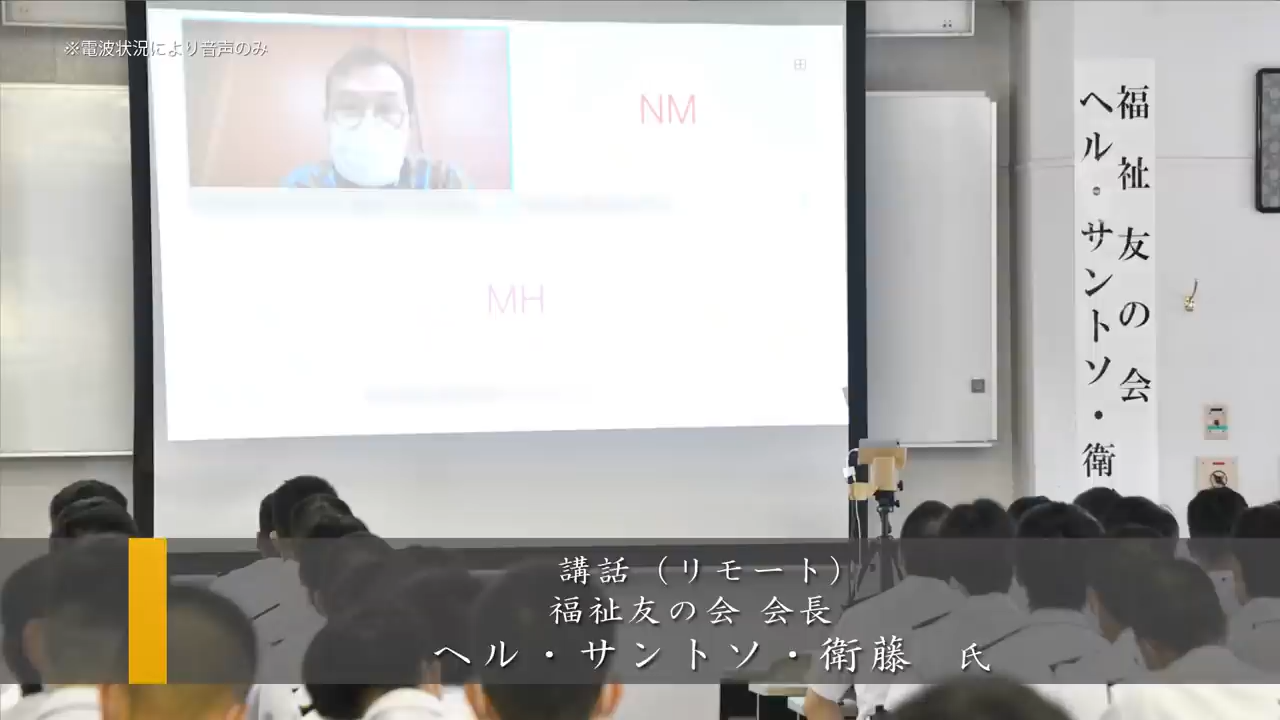 ※電波状況により音声のみ
NM
MH
福祉友の会
ヘル・サントソ・衛
講話（リモート）
福祉友の会 会長
ヘル・サントソ・衛藤 氏